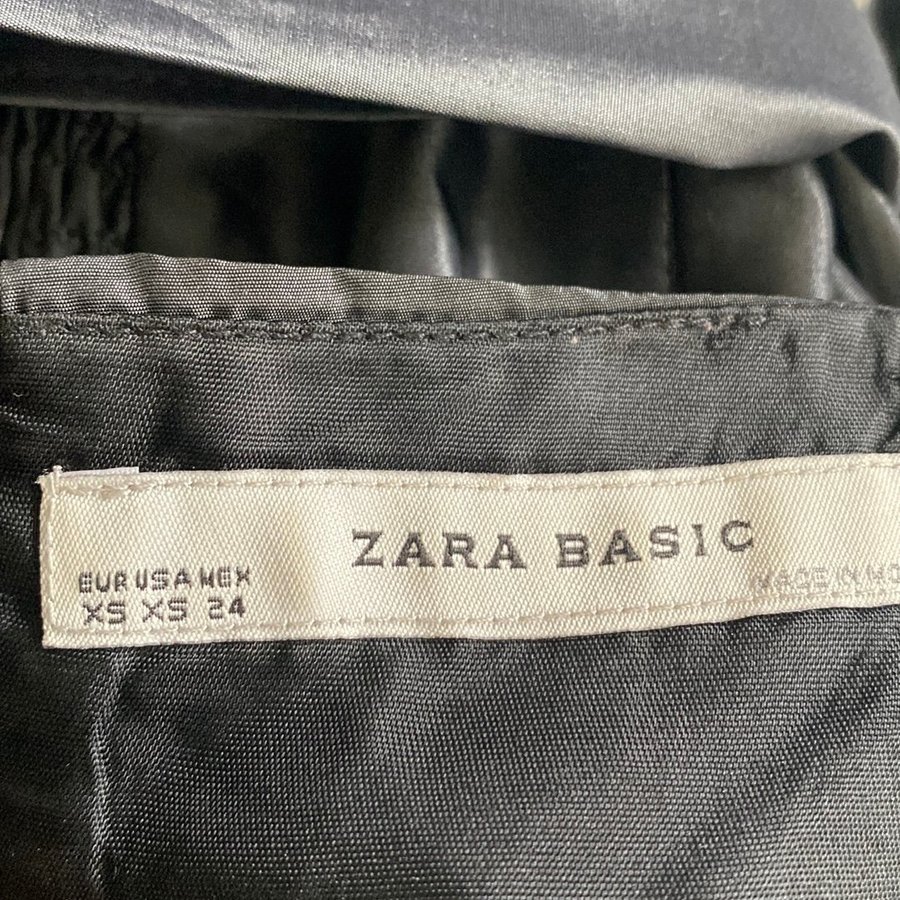 ZARA BASIC
EUR USA MEX
XS XS 24
MADE IN